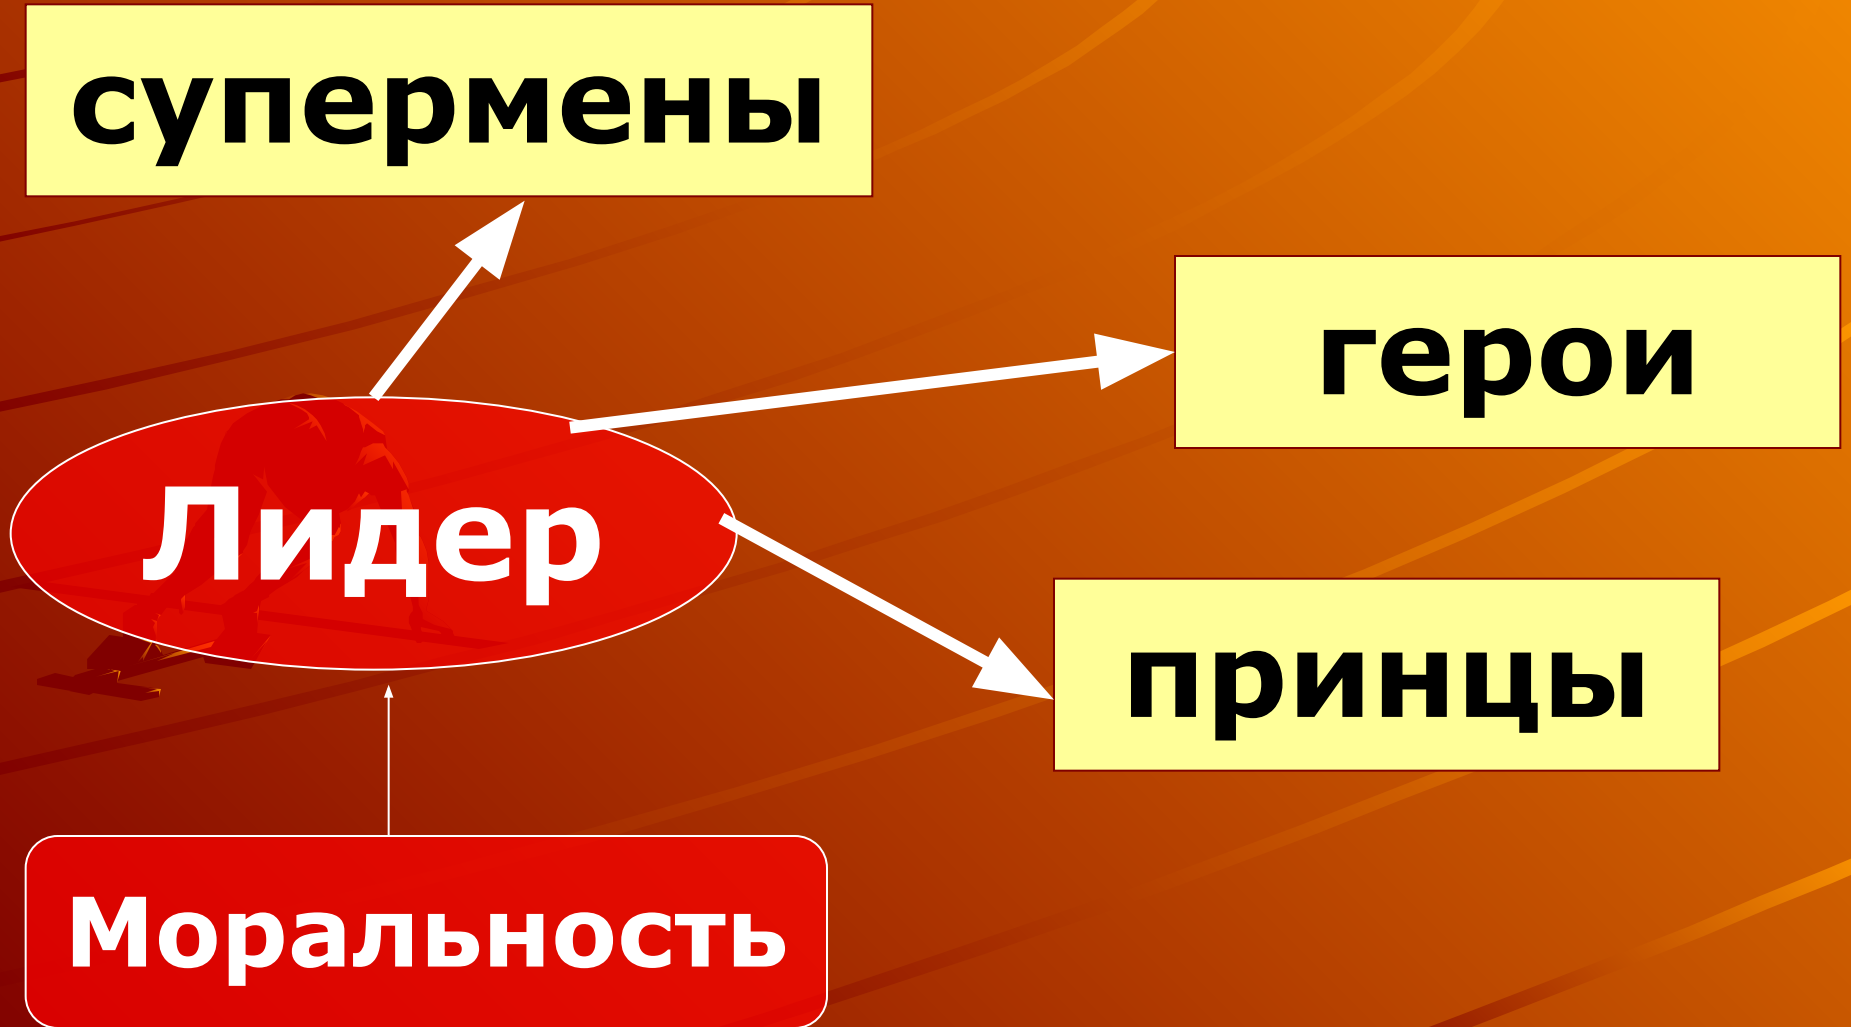 супермены
герои
Лидер
принцы
Моральность